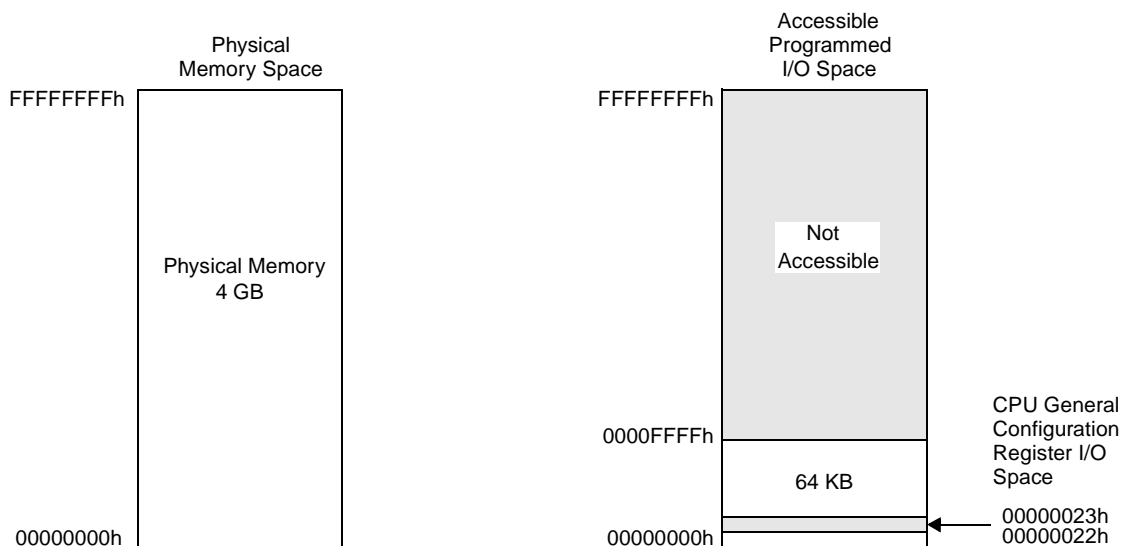 Physical
Memory Space
FFFFFFFFh
Physical Memory
4 GB
00000000h
Accessible
Programmed
I/O Space
FFFFFFFFh
Not
Accessible
0000FFFFh
64 KB
00000000h
CPU General
Configuration
Register I/O
Space
00000023h
00000022h